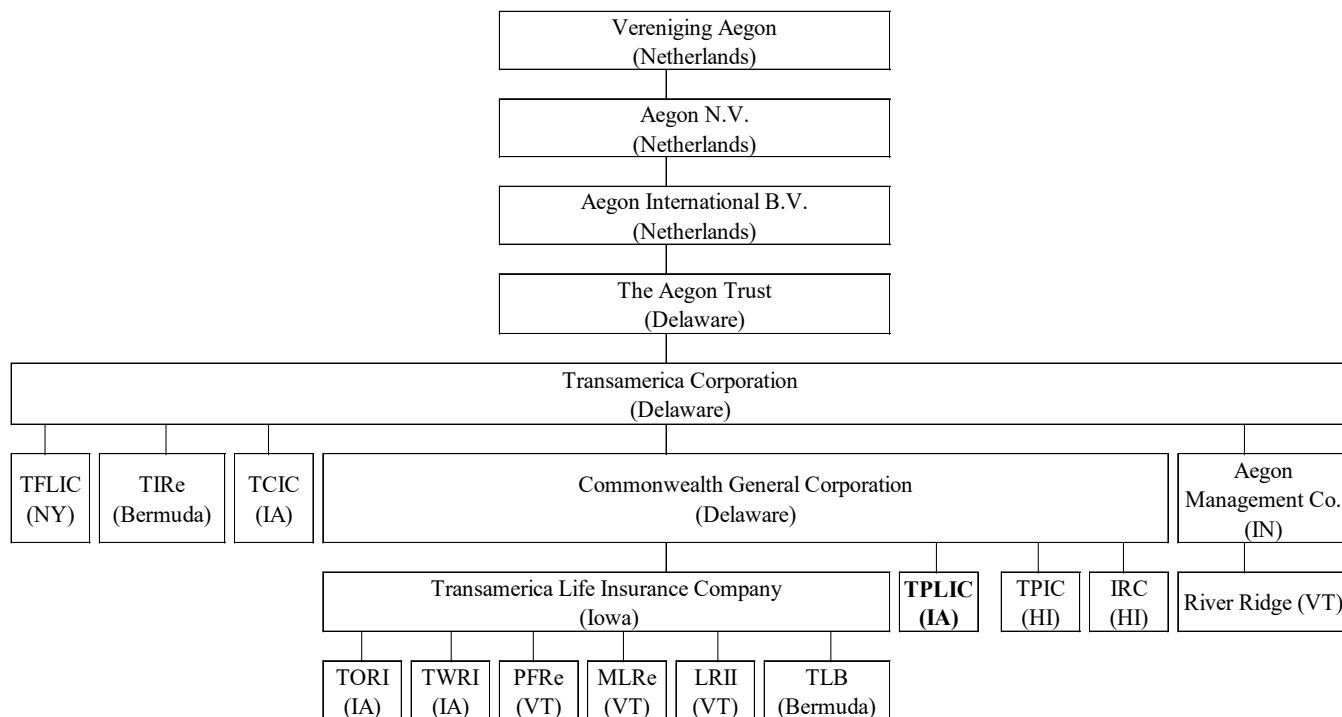 Vereniging Aegon
(Netherlands)
Aegon N.V.
(Netherlands)
Aegon International B.V.
(Netherlands)
The Aegon Trust
(Delaware)
Transamerica Corporation
(Delaware)
TFLIC
(NY)
TIRe
(Bermuda)
TCIC
(IA)
Commonwealth General Corporation
(Delaware)
Aegon
Management Co.
(IN)
Transamerica Life Insurance Company
(Iowa)
TPLIC
(IA)
TPIC
(HI)
IRC
(HI)
River Ridge (VT)
TORI
(IA)
TWRI
(IA)
PFRe
(VT)
MLRe
(VT)
LRII
(VT)
TLB
(Bermuda)